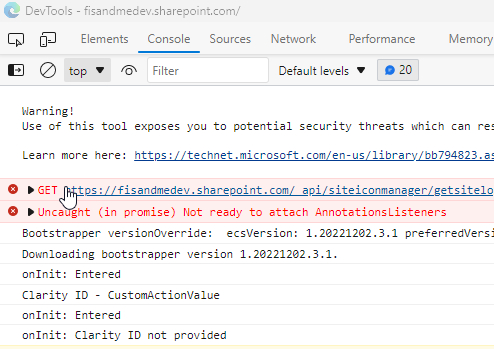 DevTools - fisandmedev.sharepoint.com/
Elements Console Sources Network Performance Memory
top Filter Default levels 20
Warning!
Use of this tool exposes you to potential security threats which can res
Learn more here: https://technet.microsoft.com/en-us/library/bb794823.as
GET https://fisandmedev.sharepoint.com/_api/siteiconmanager/getsitelo
Uncaught (in promise) Not ready to attach AnnotationsListeners
Bootstrapper versionOverride: ecsVersion: 1.20221202.3.1 preferredVersi
Downloading bootstrapper version 1.20221202.3.1.
onInit: Entered
Clarity ID - CustomActionValue
onInit: Entered
onInit: Clarity ID not provided